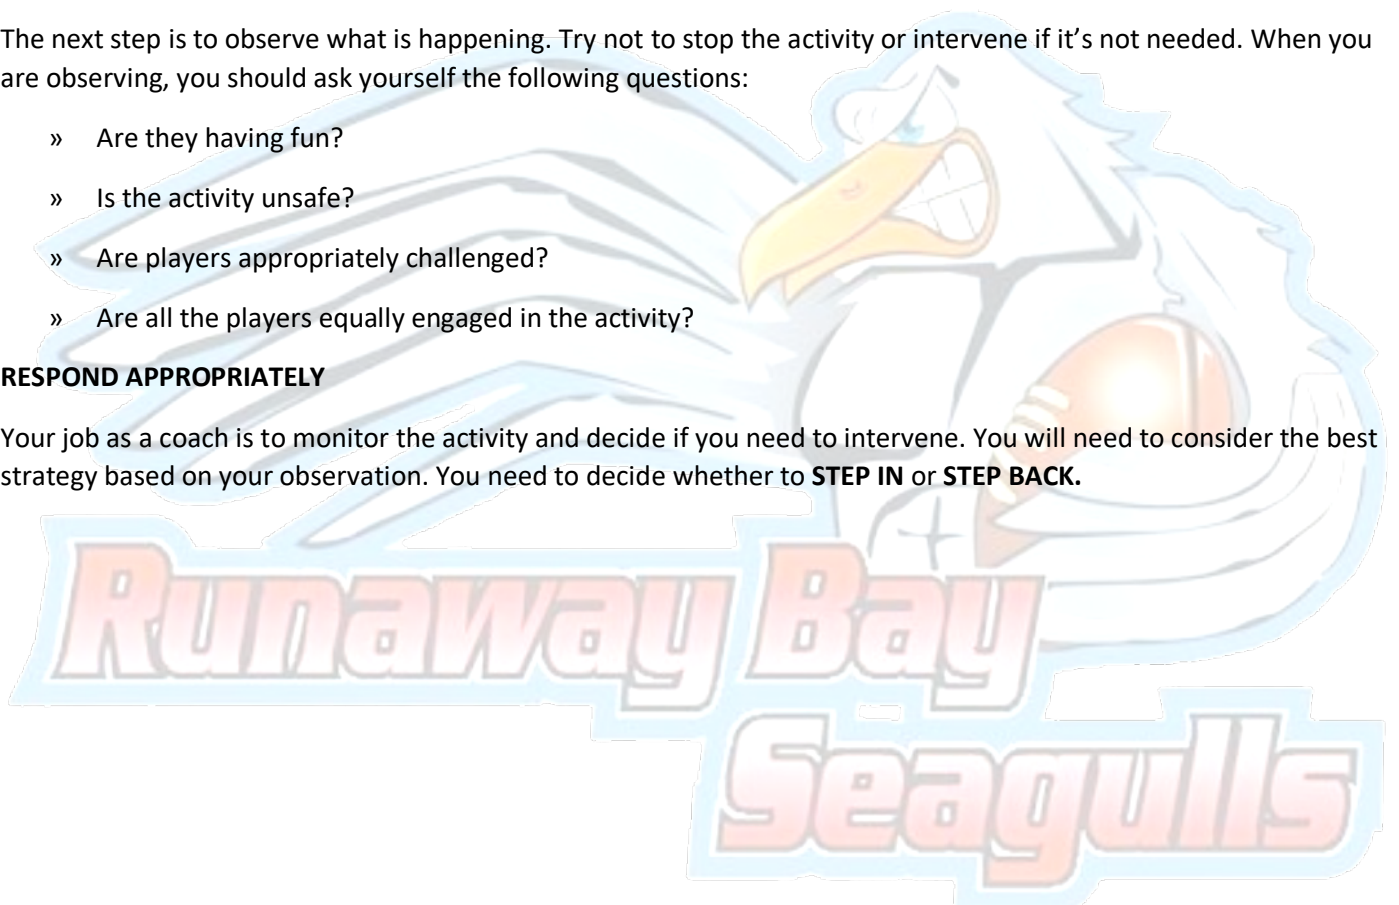 The next step is to observe what is happening. Try not to stop the activity or intervene if it’s not needed. When you
are observing, you should ask yourself the following questions:
» Are they having fun?
» Is the activity unsafe?
» Are players appropriately challenged?
» Are all the players equally engaged in the activity?
RESPOND APPROPRIATELY
Your job as a coach is to monitor the activity and decide if you need to intervene. You will need to consider the best
strategy based on your observation. You need to decide whether to STEP IN or STEP BACK.
Runaway Bay
Seagulls